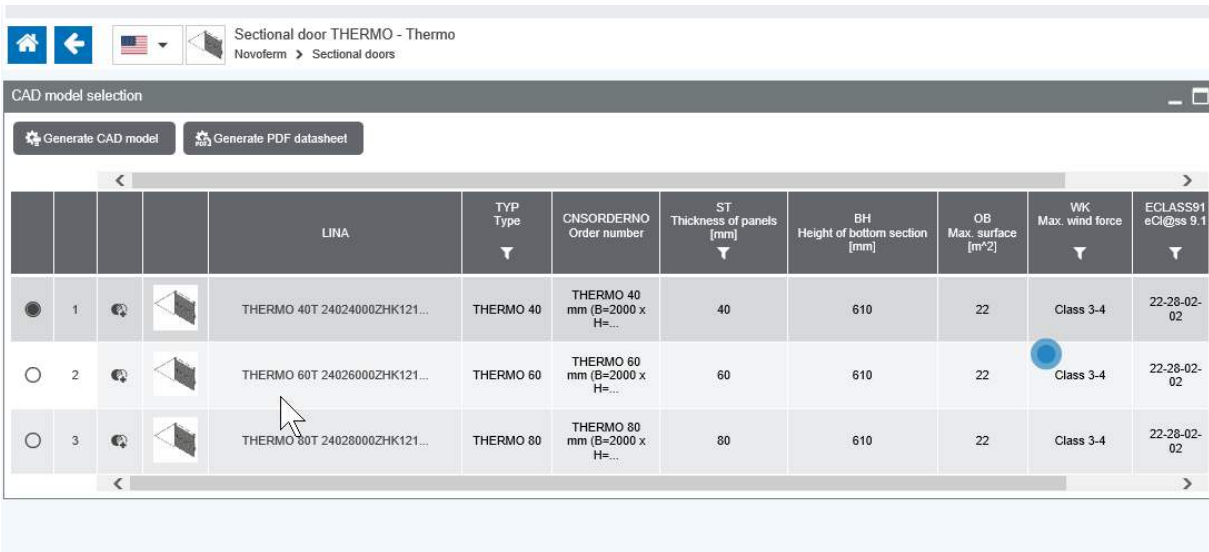 Sectional door THERMO - Thermo
Novoferm > Sectional doors
CAD model selection
Generate CAD model
PDF Generate PDF datasheet
LINA
TYP
Type
CNSORDERNO
Order number
ST
Thickness of panels
[mm]
BH
Height of bottom section
[mm]
OB
Max. surface
[m^2]
WK
Max. wind force
ECLASS91
eCl@ss 9.1
1
THERMO 40T 24024000ZHK121...
THERMO 40
THERMO 40
mm (B=2000 x
H=...
40
610
22
Class 3-4
22-28-02-
02
2
THERMO 60T 24026000ZHK121...
THERMO 60
THERMO 60
mm (B=2000 x
H=...
60
610
22
Class 3-4
22-28-02-
02
3
THERMO 80T 24028000ZHK121...
THERMO 80
THERMO 80
mm (B=2000 x
H=...
80
610
22
Class 3-4
22-28-02-
02